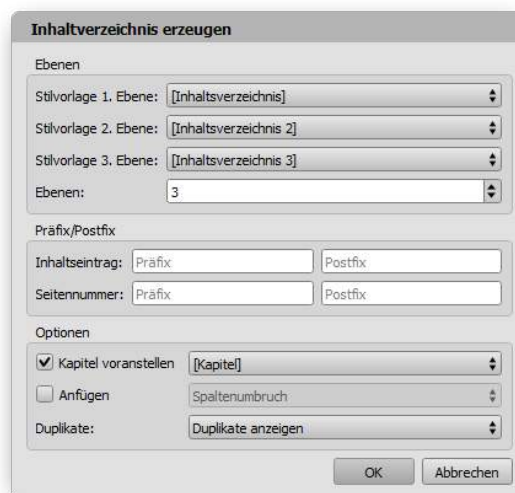 Inhaltverzeichnis erzeugen
Ebenen
Stilvorlage 1. Ebene: [Inhaltsverzeichnis]
Stilvorlage 2. Ebene: [Inhaltsverzeichnis 2]
Stilvorlage 3. Ebene: [Inhaltsverzeichnis 3]
Ebenen: 3
Präfix/Postfix
Inhaltseintrag: Präfix Postfix
Seitennummer: Präfix Postfix
Optionen
Kapitel voranstellen [Kapitel]
Anfügen Spaltenumbruch
Duplikate: Duplikate anzeigen
OK Abbrechen